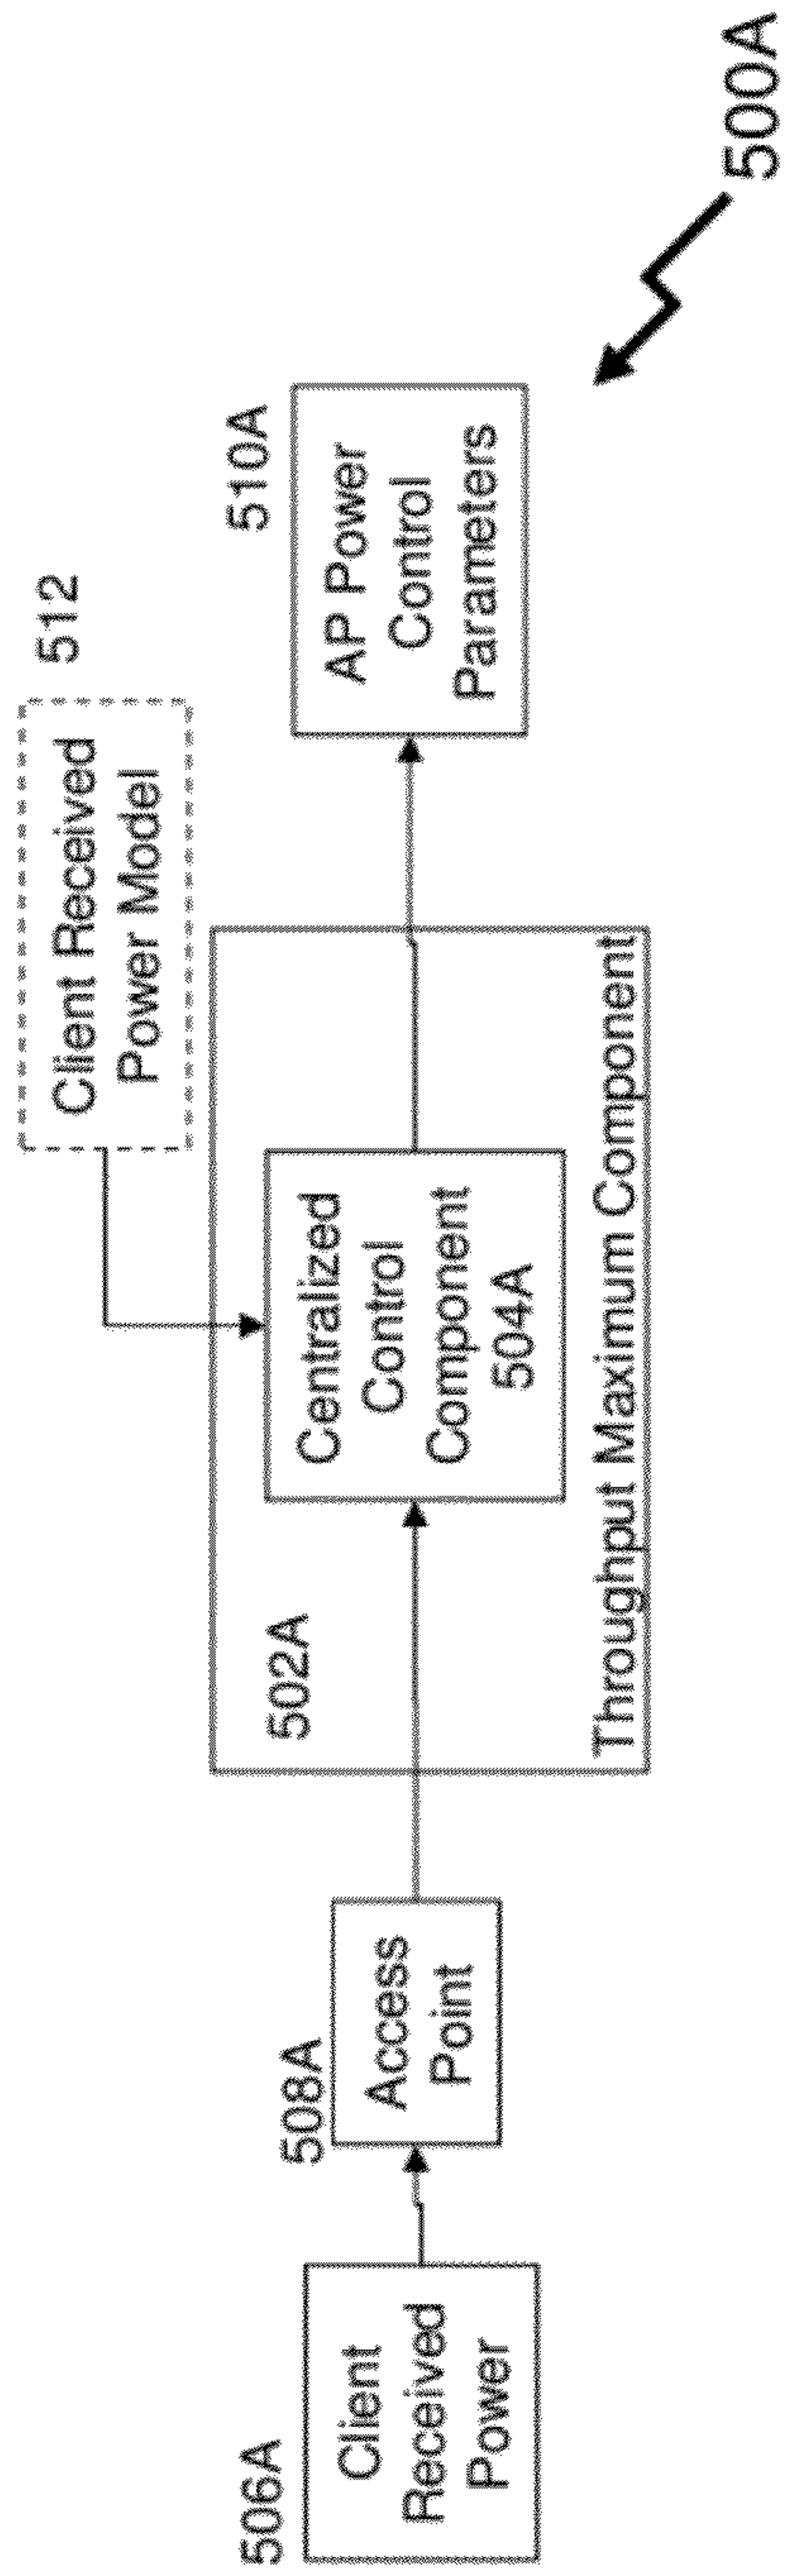 506A
Client
Received
Power
508A
Access
Point
502A
Centralized
Control
Component
504A
Throughput Maximum Component
Client Received
Power Model
512
510A
AP Power
Control
Parameters
500A